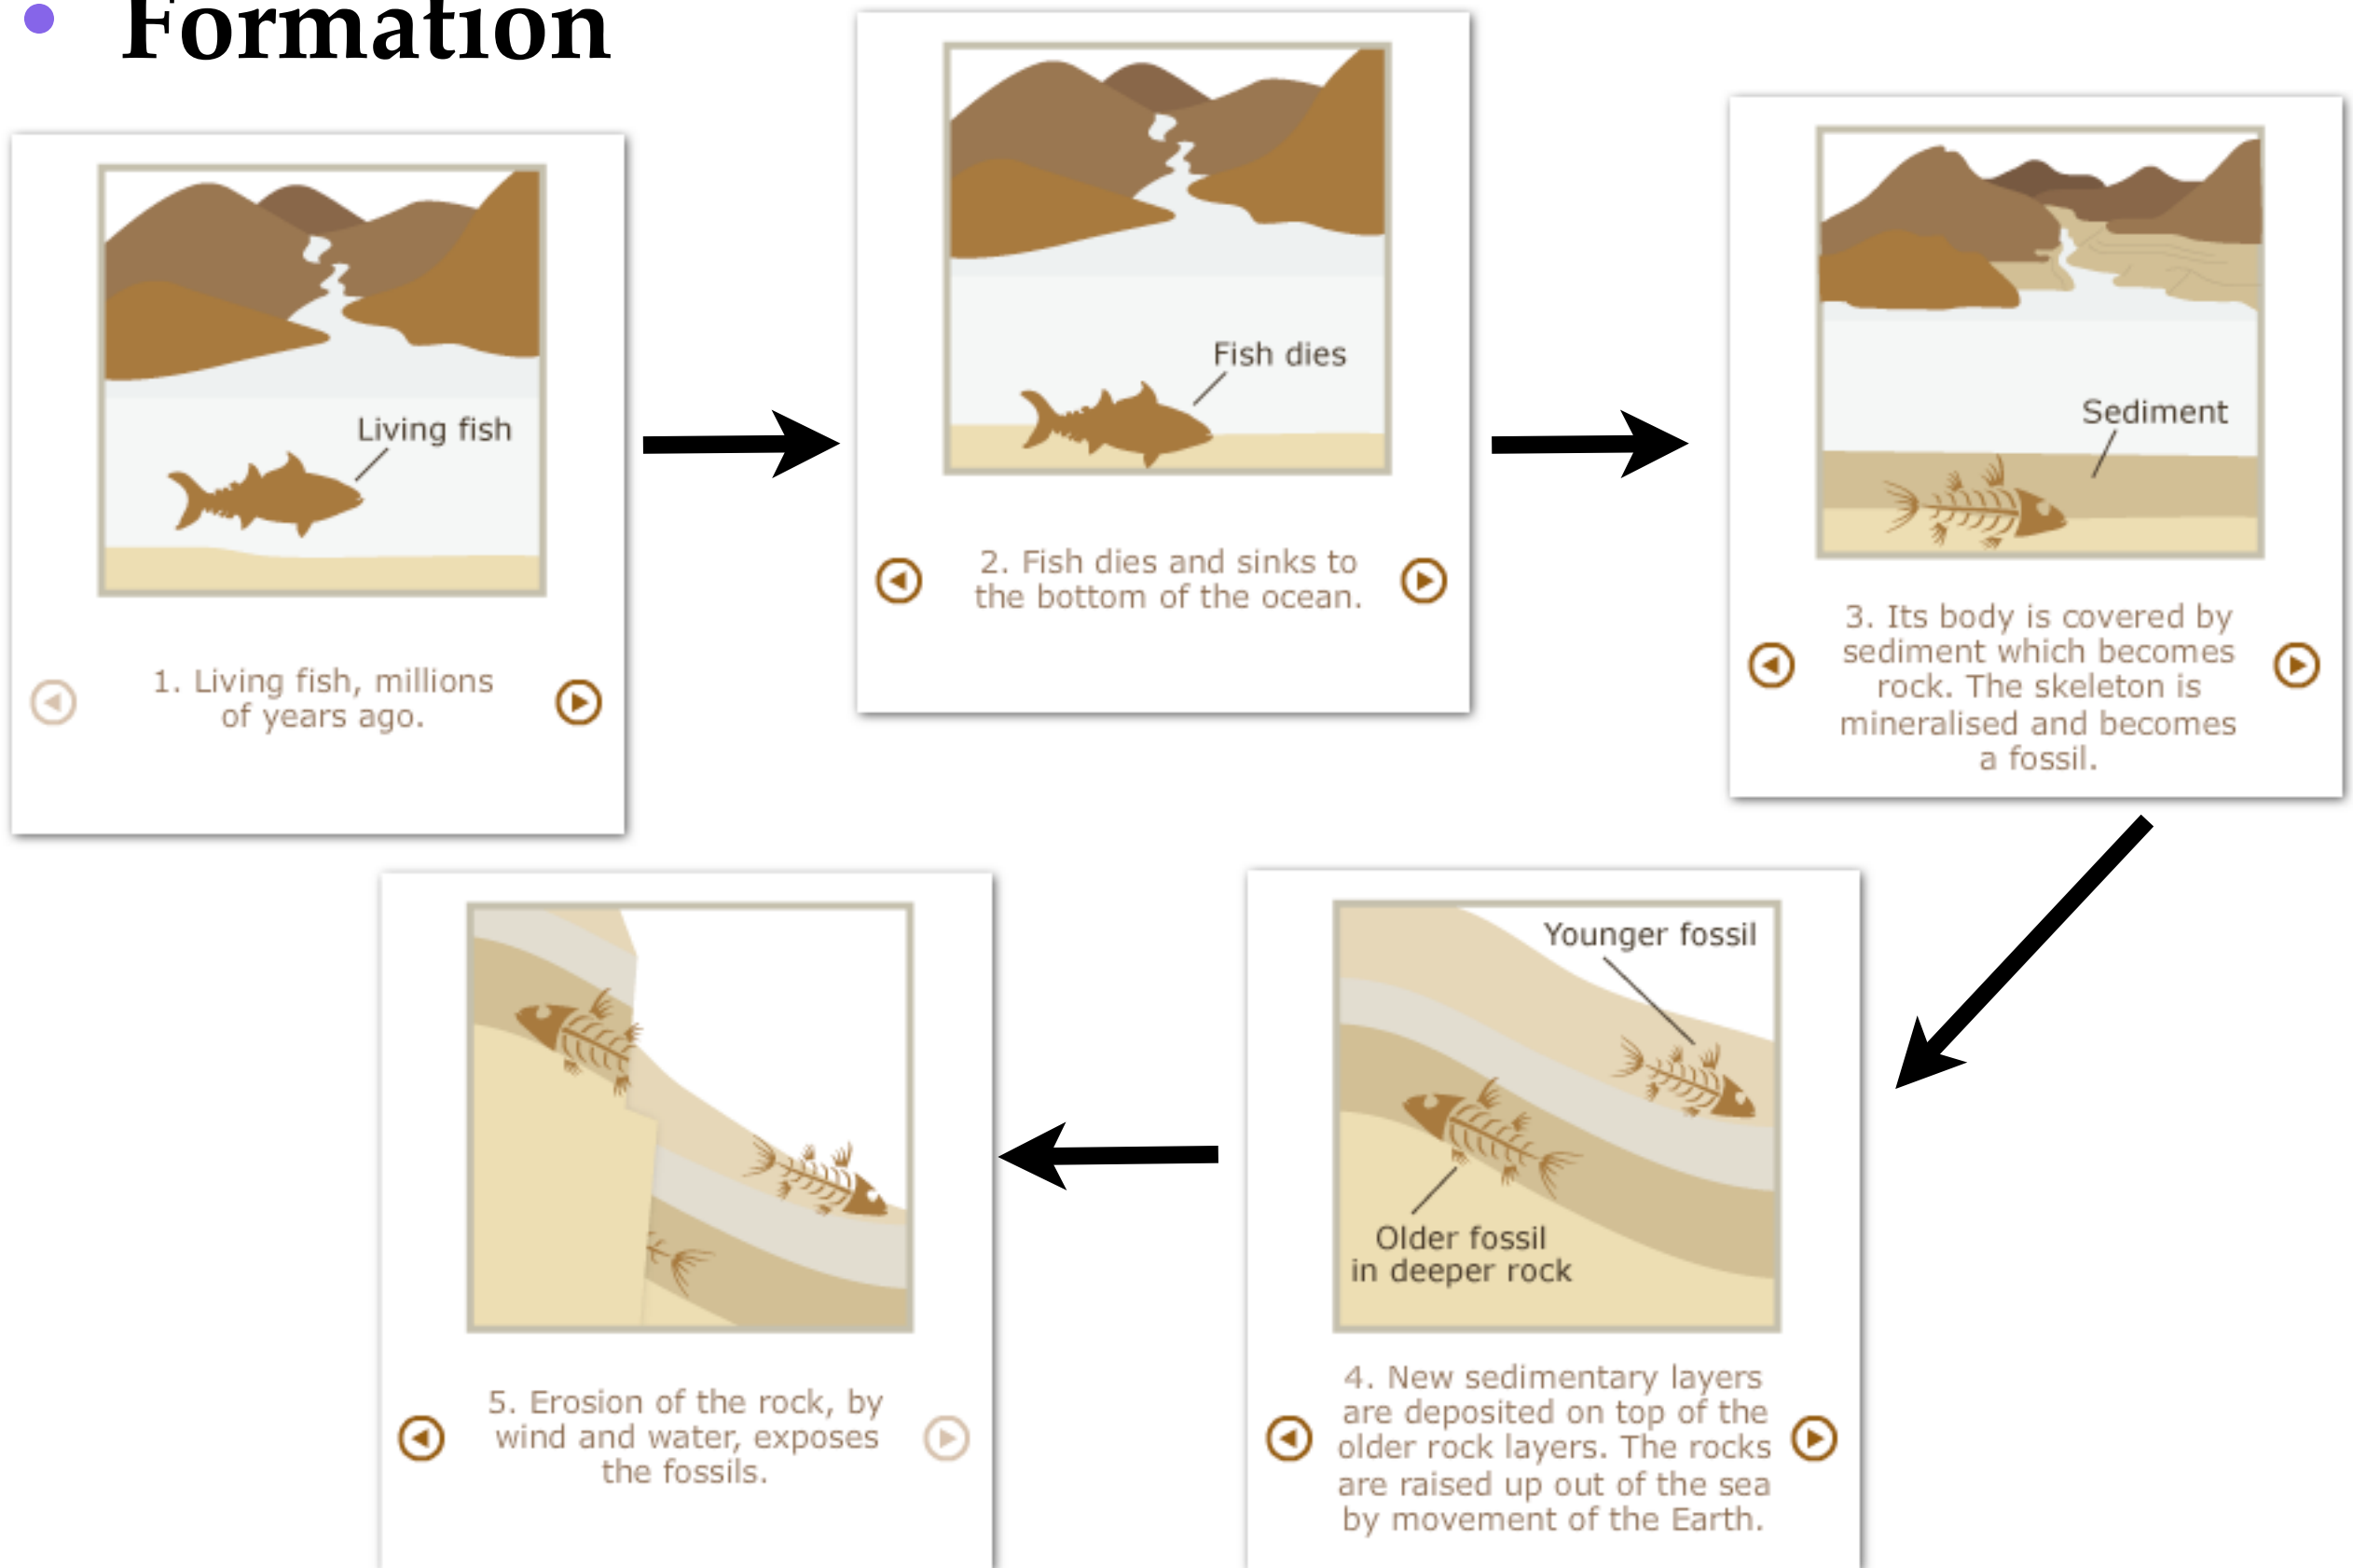 Formation
Living fish
1. Living fish, millions
of years ago.
Fish dies
2. Fish dies and sinks to
the bottom of the ocean.
Sediment
3. Its body is covered by
sediment which becomes
rock. The skeleton is
mineralised and becomes
a fossil.
Younger fossil
Older fossil
in deeper rock
4. New sedimentary layers
are deposited on top of the
older rock layers. The rocks
are raised up out of the sea
by movement of the Earth.
5. Erosion of the rock, by
wind and water, exposes
the fossils.